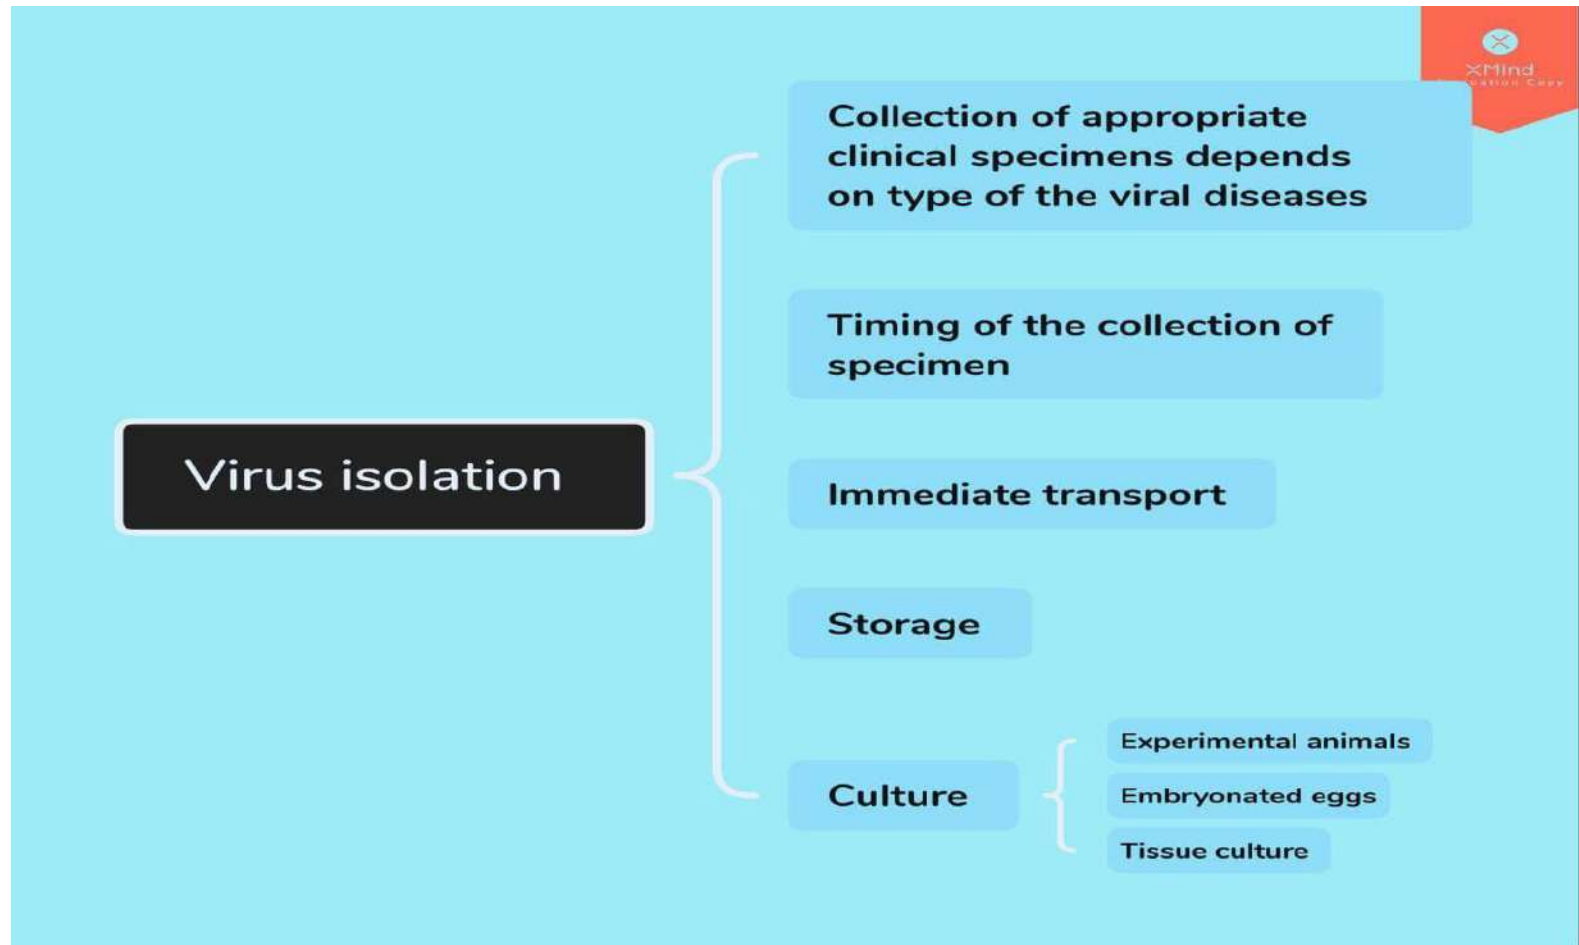 XMind
Copy
Collection of appropriate
clinical specimens depends
on type of the viral diseases
Timing of the collection of
specimen
Virus isolation
Immediate transport
Storage
Culture
Experimental animals
Embryonated eggs
Tissue culture